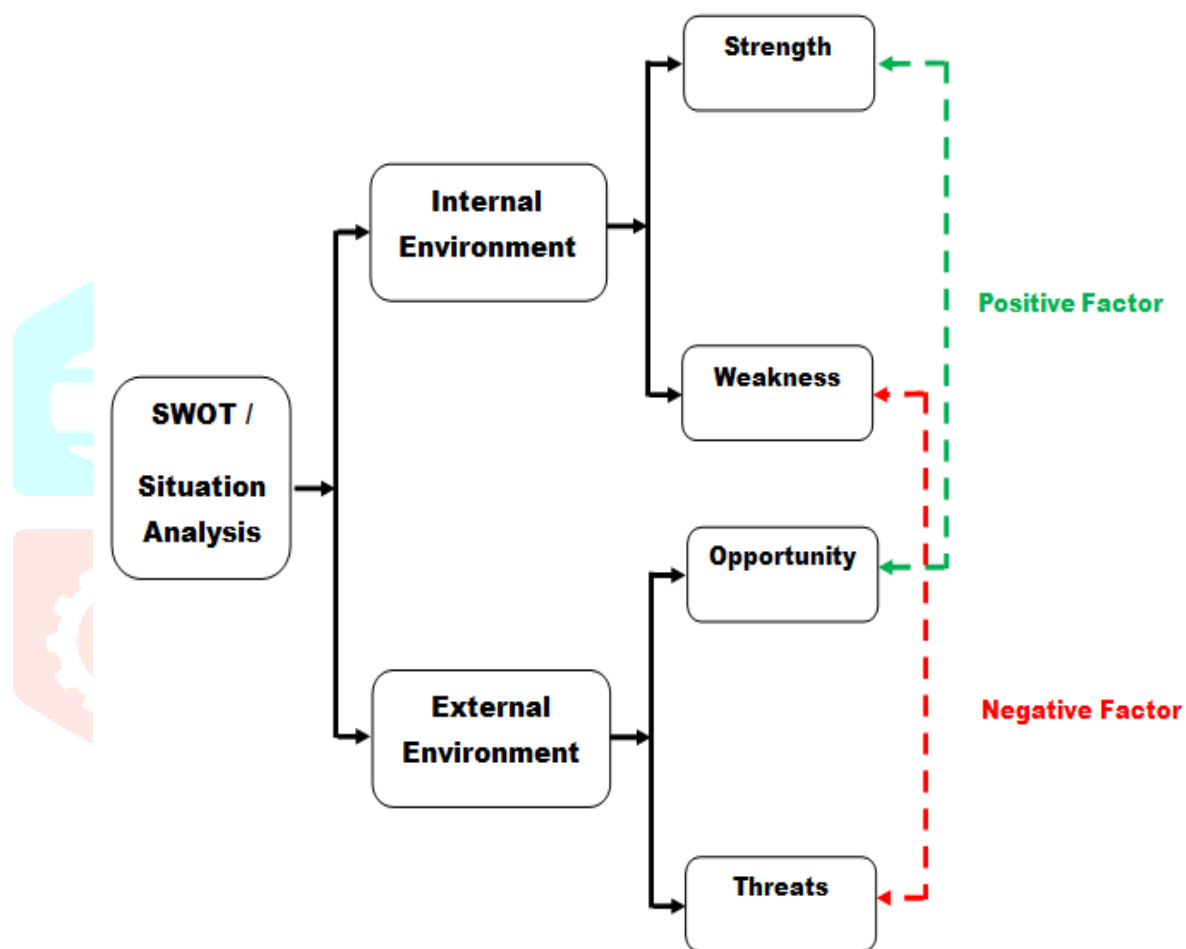 Strength
Internal
Environment
Positive Factor
Weakness
SWOT /
Situation
Analysis
Opportunity
External
Environment
Negative Factor
Threats